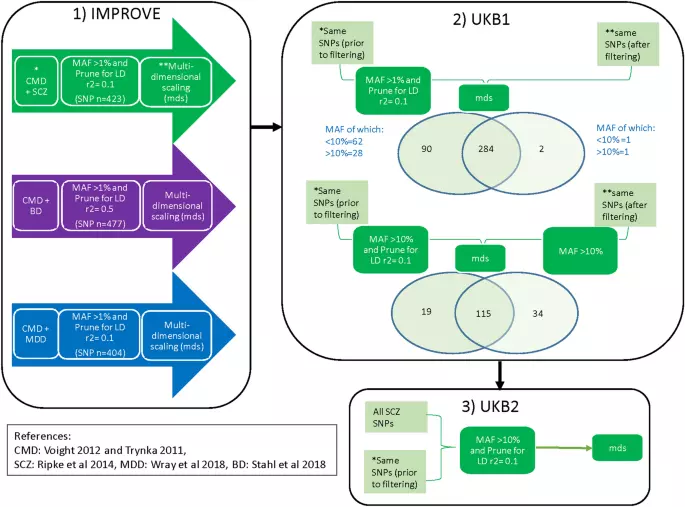 1) IMPROVE
*
CMD
+ SCZ
MAF >1% and
Prune for LD
r2= 0.1
(SNP n=423)
**Multi-
dimensional
scaling
(mds)
CMD +
BD
MAF >1% and
Prune for LD
r2= 0.5
(SNP n=477)
Multi-
dimensional
scaling (mds)
CMD +
MDD
MAF >1% and
Prune for LD
r2= 0.1
(SNP n=404)
Multi-
dimensional
scaling (mds)
References:
CMD: Voight 2012 and Trynka 2011,
SCZ: Ripke et al 2014, MDD: Wray et al 2018, BD: Stahl et al 2018
2) UKB1
*Same
SNPs (prior
to filtering)
**same
SNPs (after
filtering)
MAF >1% and
Prune for LD
r2= 0.1
mds
MAF of which:
<10%=62
>10%=28
90
284
2
MAF of which:
<10% =1
>10%=1
*Same
SNPs (prior
to filtering)
**same
SNPs (after
filtering)
MAF >10%
and Prune for
LD r2= 0.1
mds
MAF >10%
19
115
34
3) UKB2
All SCZ
SNPs
*Same
SNPs (prior
to filtering)
MAF >10%
and Prune for
LD r2= 0.1
mds